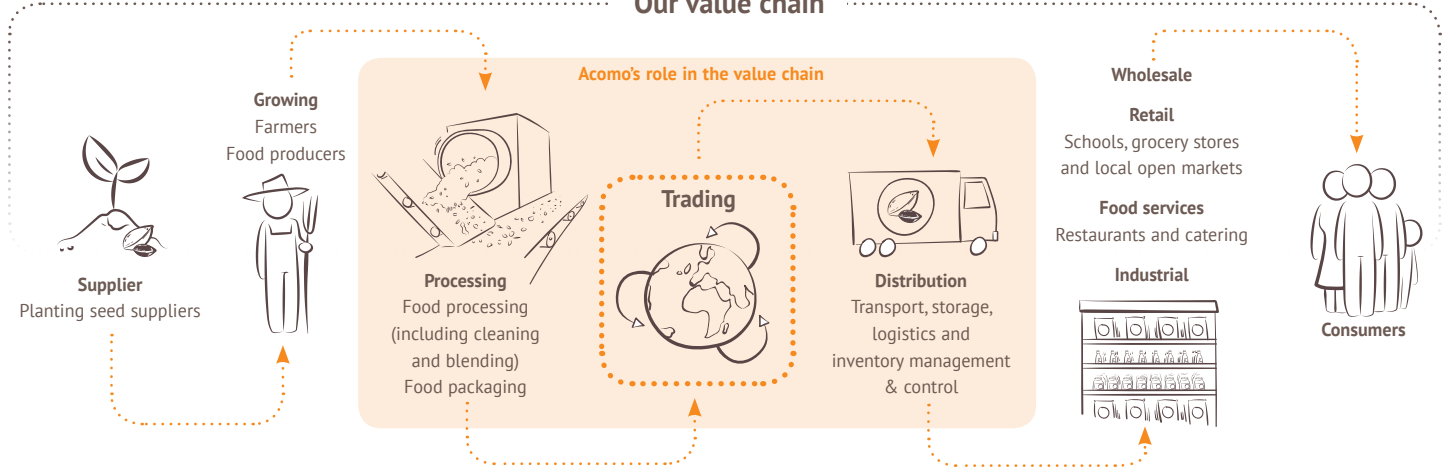 Our value chain
Acomo’s role in the value chain
Supplier
Planting seed suppliers
Growing
Farmers
Food producers
Processing
Food processing
(including cleaning
and blending)
Food packaging
Trading
Distribution
Transport, storage,
logistics and
inventory management
& control
Wholesale
Retail
Schools, grocery stores
and local open markets
Food services
Restaurants and catering
Industrial
Consumers